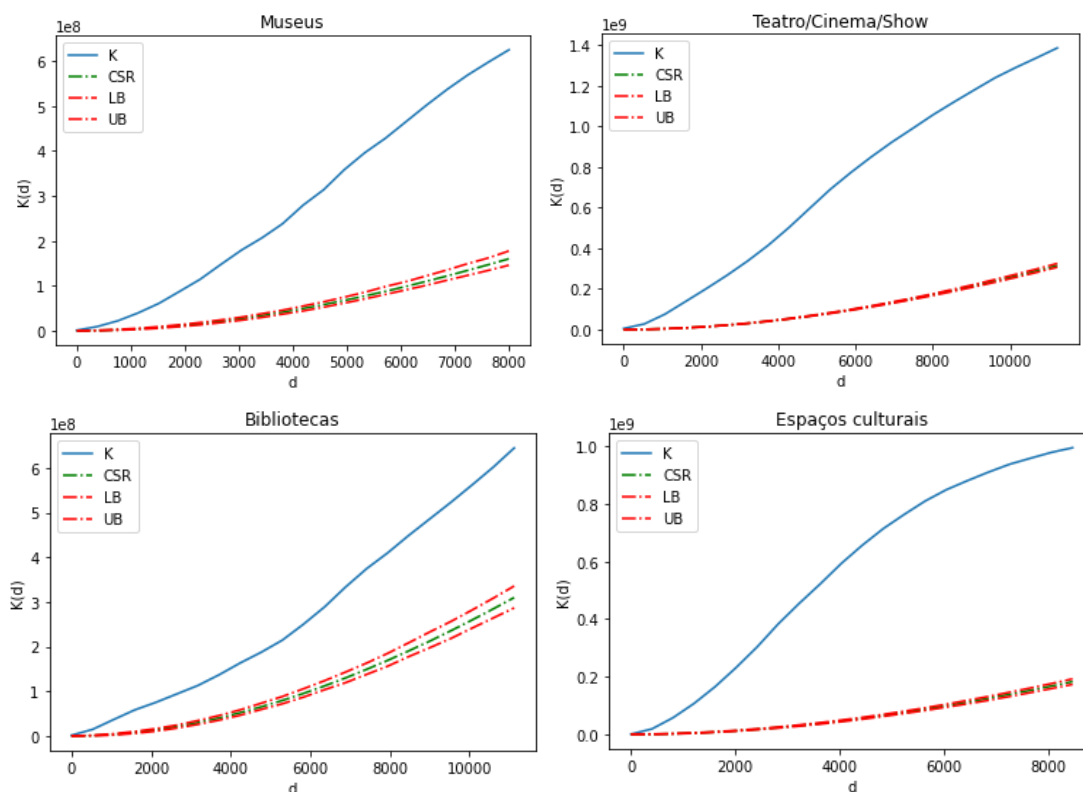 Museus
1e8
K
CSR
LB
UB
6
5
4
3
2
1
0
K(d)
0 1000 2000 3000 4000 5000 6000 7000 8000
d
Teatro/Cinema/Show
1e9
K
CSR
LB
UB
1.4
1.2
1.0
0.8
0.6
0.4
0.2
0.0
K(d)
0 2000 4000 6000 8000 10000
d
Bibliotecas
1e8
K
CSR
LB
UB
6
5
4
3
2
1
0
K(d)
0 2000 4000 6000 8000 10000
d
Espaços culturais
1e9
K
CSR
LB
UB
1.0
0.8
0.6
0.4
0.2
0.0
K(d)
0 2000 4000 6000 8000
d